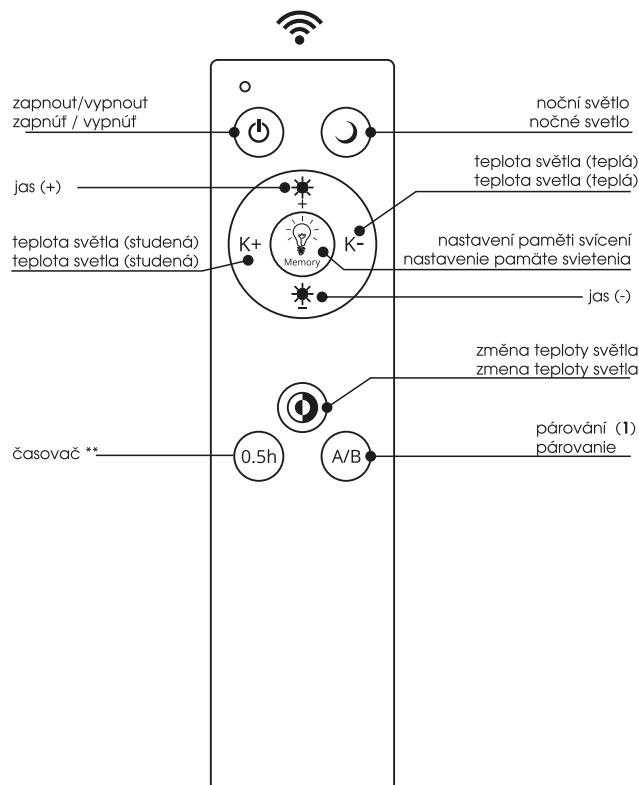 zapnout/vypnout
zapnúť / vypnúť
noční světlo
nočné svetlo
teplota světla (teplá)
teplota svetla (teplá)
jas (+)
+
K+
Memory
K-
teplota světla (studená)
teplota svetla (studená)
nastavení paměti svícení
nastavenie pamäte svietenia
–
jas (-)
změna teploty světla
zmena teploty svetla
časovač **
0.5h
A/B
párování (1)
párovanie